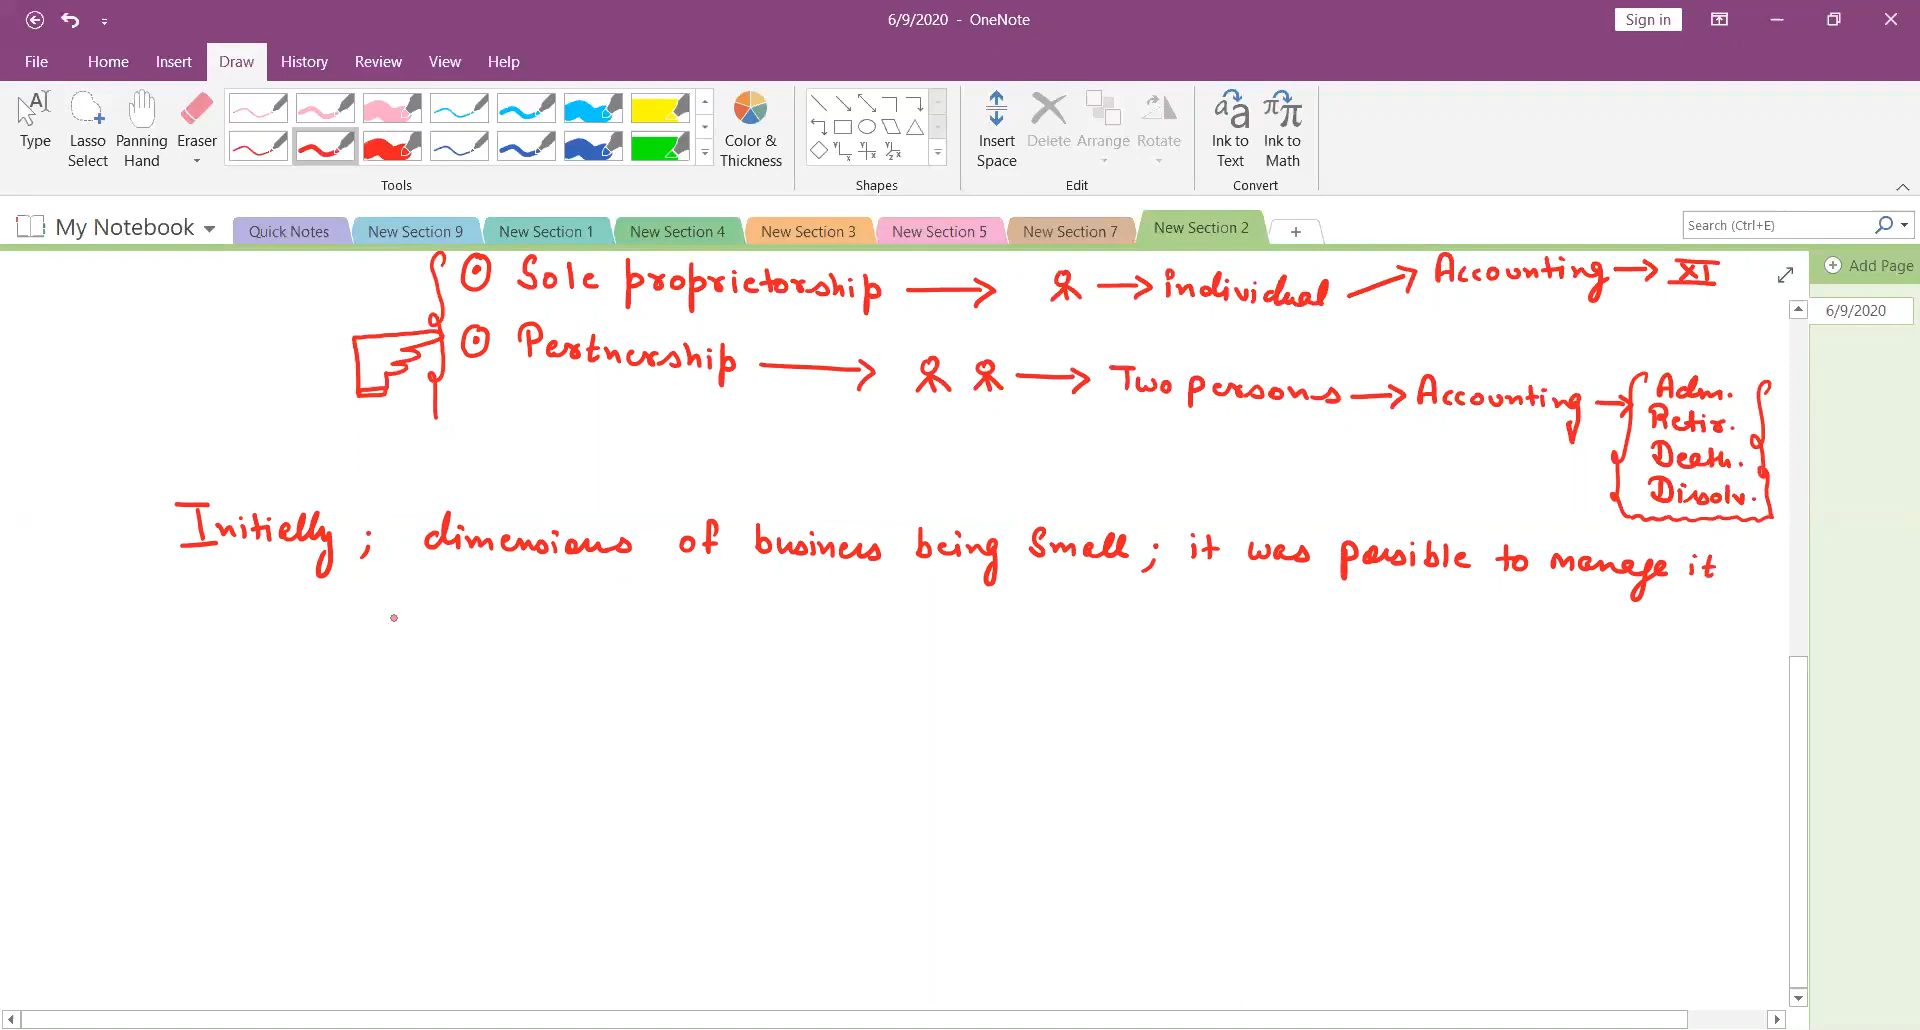 6/9/2020 - OneNote
Sign in
File Home Insert Draw History Review View Help
Type
Lasso Select
Panning Hand
Eraser
Color & Thickness
Insert Space
Delete
Arrange
Rotate
Ink to Text
Ink to Math
Tools
Shapes
Edit
Convert
My Notebook
Quick Notes
New Section 9
New Section 1
New Section 4
New Section 3
New Section 5
New Section 7
New Section 2
Search (Ctrl+E)
Add Page
6/9/2020
Sole proprietorship → individual → Accounting → XI
Partnership → Two persons → Accounting →
Adm.
Retir.
Death.
Dissolv.
Initially; dimensions of business being small; it was possible to manage it